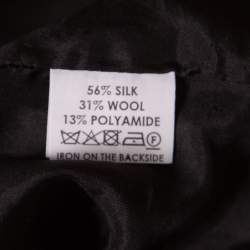 56% SILK
31% WOOL
13% POLYAMIDE
F
IRON ON THE BACKSIDE